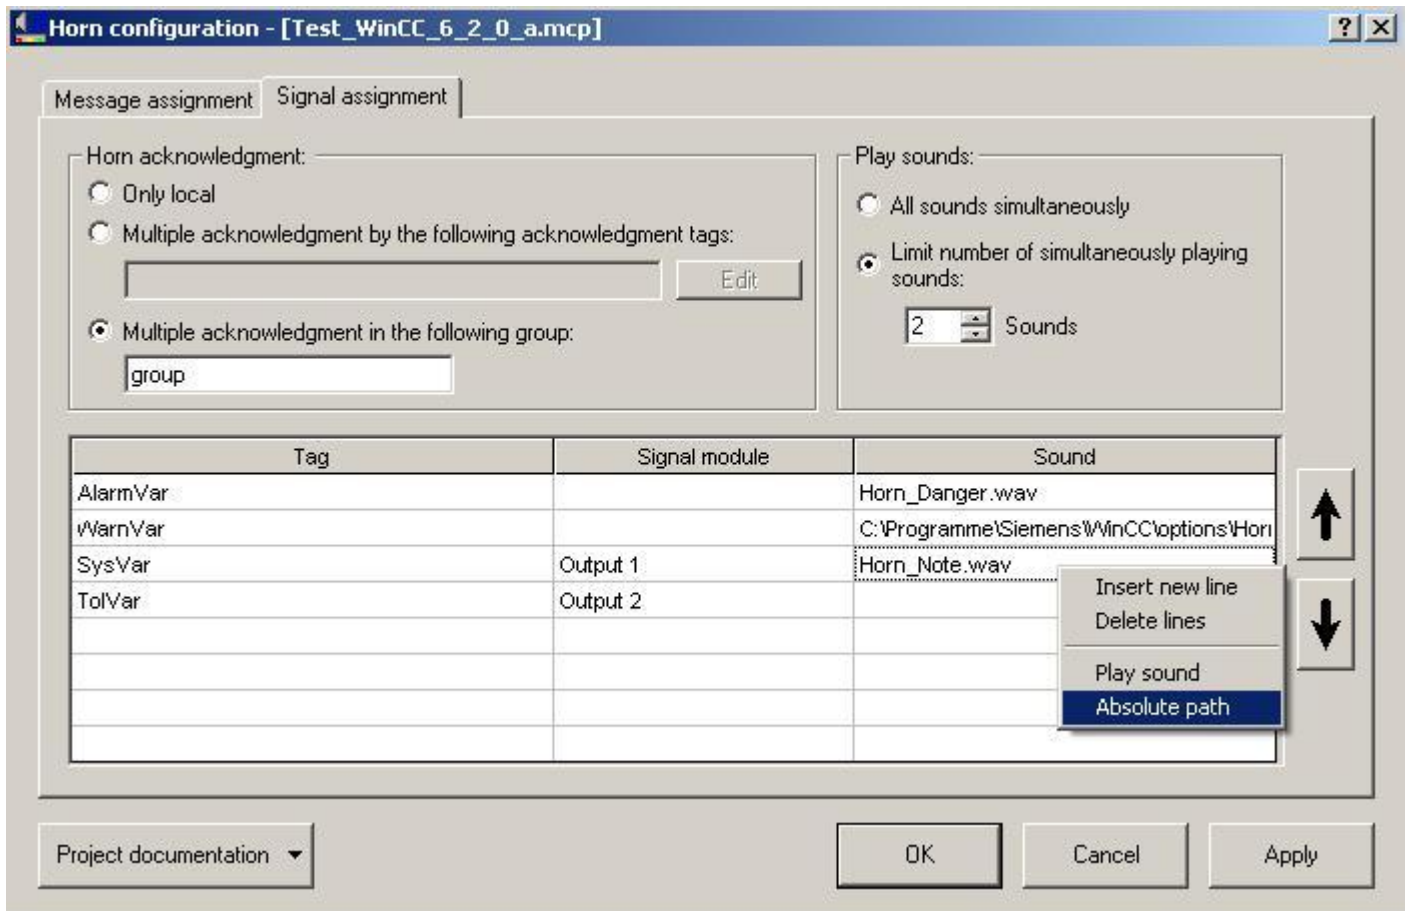 Horn configuration - [Test_WinCC_6_2_0_a.mcp]
Message assignment
Signal assignment
Horn acknowledgment:
Only local
Multiple acknowledgment by the following acknowledgment tags:
Edit
Multiple acknowledgment in the following group:
group
Play sounds:
All sounds simultaneously
Limit number of simultaneously playing
sounds:
2 Sounds
Tag Signal module Sound
AlarmVar Horn_Danger.wav
WarnVar C:\Programme\Siemens\WinCC\options\Horn
SysVar Output 1 Horn_Note.wav
TolVar Output 2
Insert new line
Delete lines
Play sound
Absolute path
Project documentation
OK
Cancel
Apply